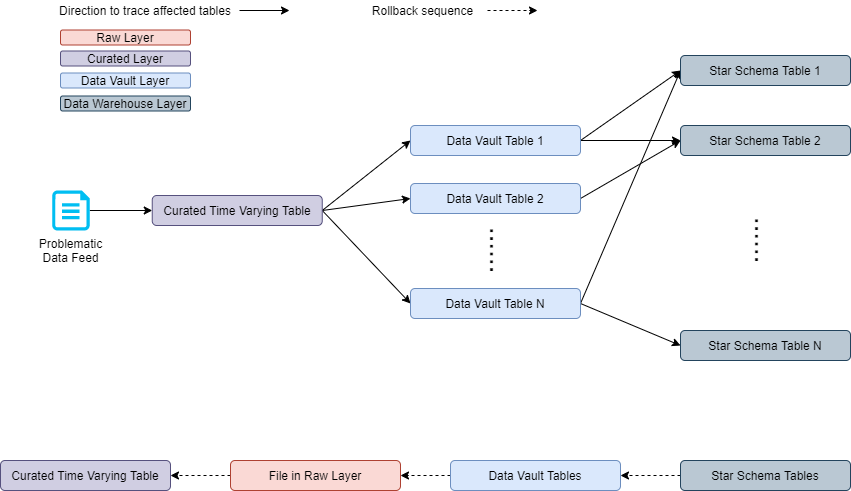 Direction to trace affected tables
Rollback sequence
Raw Layer
Curated Layer
Data Vault Layer
Data Warehouse Layer
Star Schema Table 1
Data Vault Table 1
Star Schema Table 2
Data Vault Table 2
Curated Time Varying Table
Problematic
Data Feed
Data Vault Table N
Star Schema Table N
Curated Time Varying Table
File in Raw Layer
Data Vault Tables
Star Schema Tables